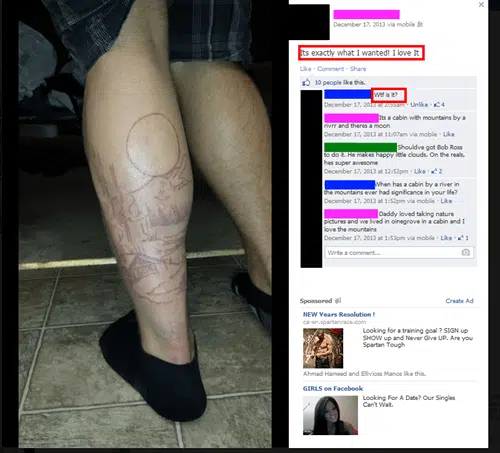 December 17, 2013 via mobile
Its exactly what I wanted! I love It
Like · Comment · Share
10 people like this.
Wtf is it?
December 17, 2013 at 2:55am · Unlike · 4
Its a cabin with mountains by a
rivrr and theres a moon
December 17, 2013 at 11:07am via mobile · Like
Shouldve got Bob Ross
to do it. He makes happy little clouds. On the reals,
hes super awesome
December 17, 2013 at 12:52pm · Like · 2
When has a cabin by a river in
the mountains ever had significance in your life?
December 17, 2013 at 1:52pm · Like
Daddy loved taking nature
pictures and we lived in oinegrove in a cabin and I
love the mountains
December 17, 2013 at 1:53pm via mobile · Like · 1
Write a comment...
Sponsored
Create Ad
NEW Years Resolution !
ca-en.spartanrace.com
Looking for a training goal ? SIGN up
SHOW up and Never Give UP. Are you
Spartan Tough
Ahmad Hameed and Ellivioss Manos like this.
GIRLS on Facebook
Looking For A Date? Our Singles
Can't Wait.